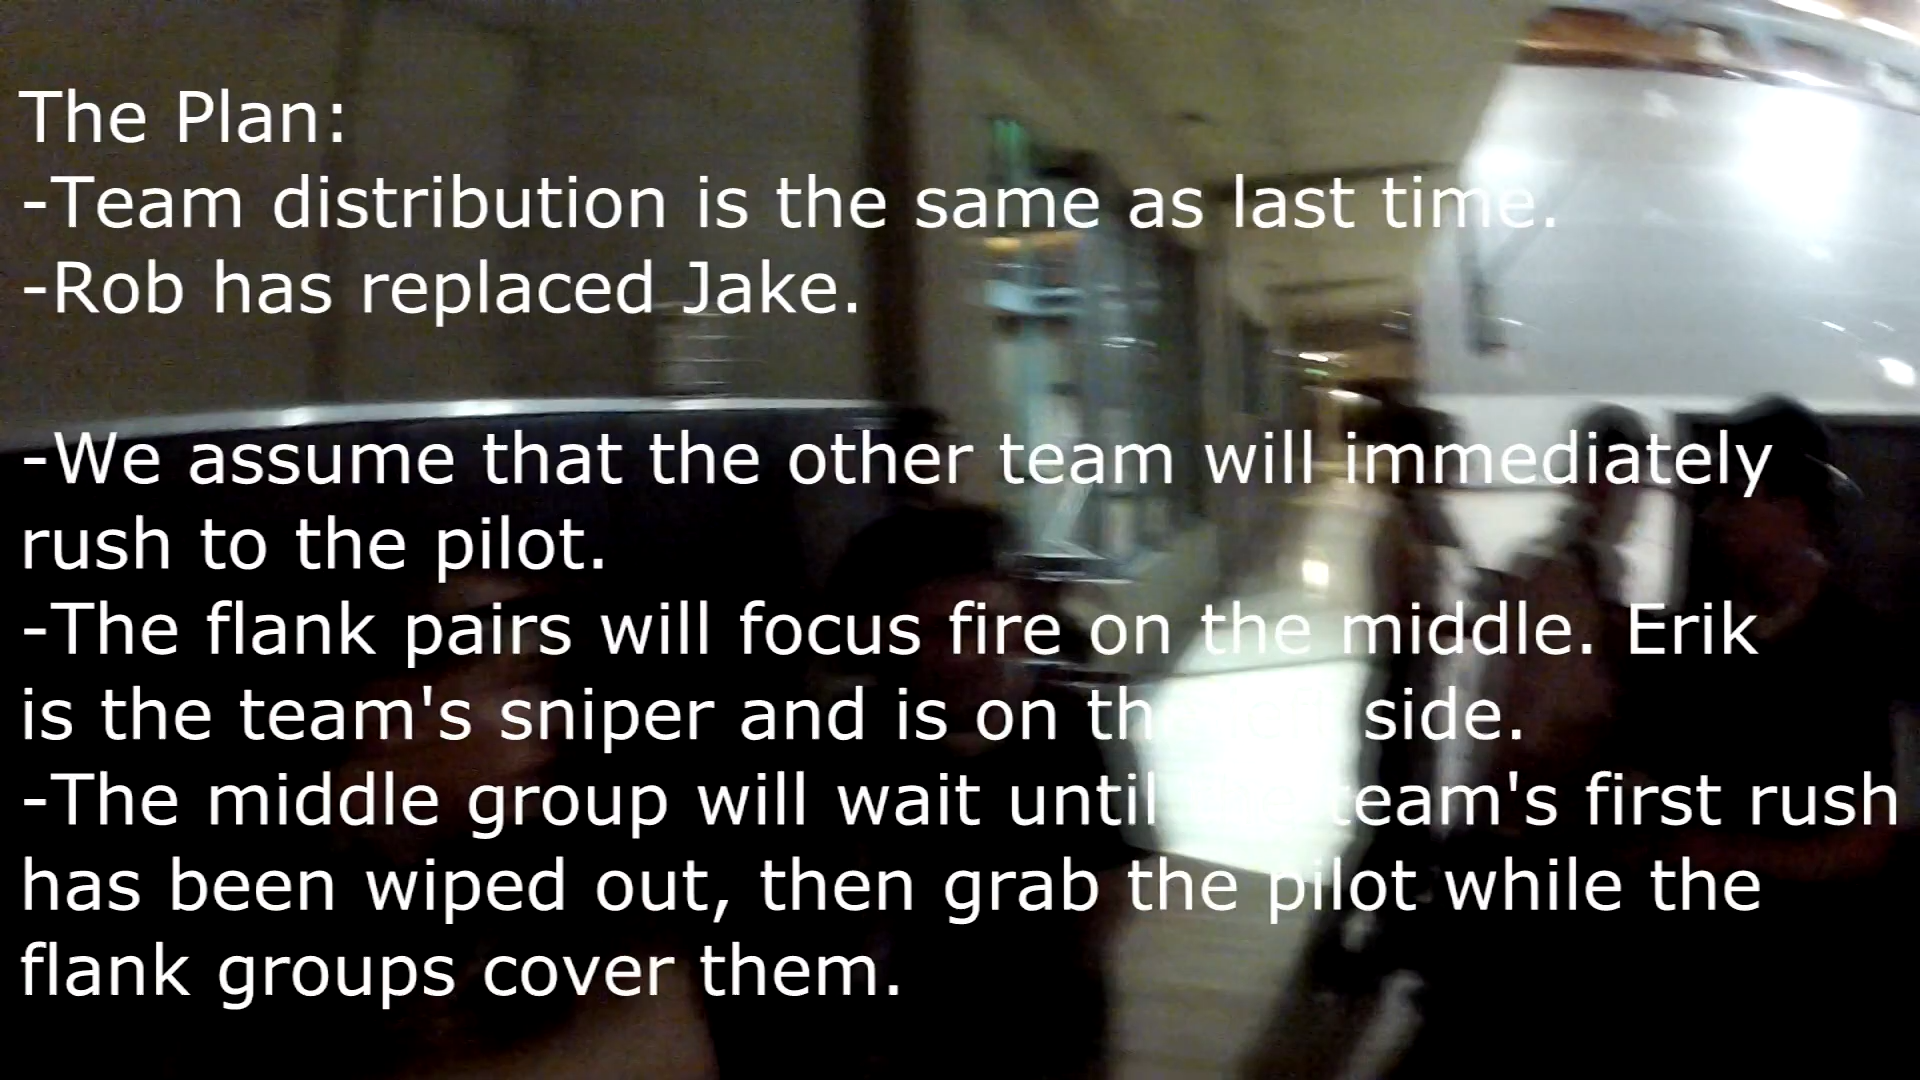 The Plan:
-Team distribution is the same as last time.
-Rob has replaced Jake.
-We assume that the other team will immediately
rush to the pilot.
-The flank pairs will focus fire on the middle. Erik
is the team's sniper and is on the left side.
-The middle group will wait until the team's first rush
has been wiped out, then grab the pilot while the
flank groups cover them.